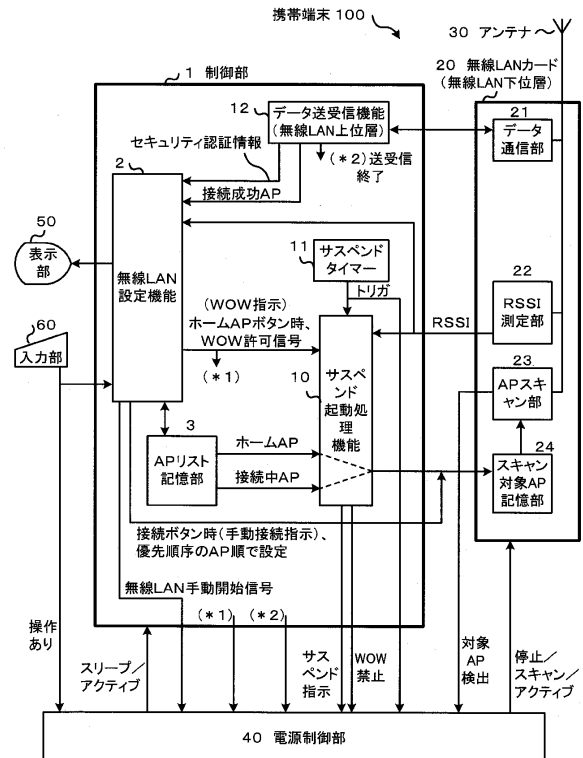 携帯端末 100
30 アンテナ
1 制御部
20 無線LANカード
(無線LAN下位層)
12
データ送受信機能
(無線LAN上位層)
21
データ
通信部
セキュリティ認証情報
(*2)送受信
終了
2
接続成功AP
50
表示
部
11
サスペンド
タイマー
無線LAN
設定機能
トリガ
22
RSSI
測定部
(WOW指示)
ホームAPボタン時、
WOW許可信号
RSSI
60
入力部
(*1)
10
サスペ
ンド
起動処
理
機能
23
APスキ
ャン部
3
APリスト
記憶部
ホームAP
接続中AP
24
スキャン
対象AP
記憶部
接続ボタン時(手動接続指示)、
優先順序のAP順で設定
無線LAN手動開始信号
(*1)
(*2)
操作
あり
スリープ/
アクティブ
サス
ペンド
指示
WOW
禁止
対象
AP
検出
停止/
スキャン/
アクティブ
40 電源制御部